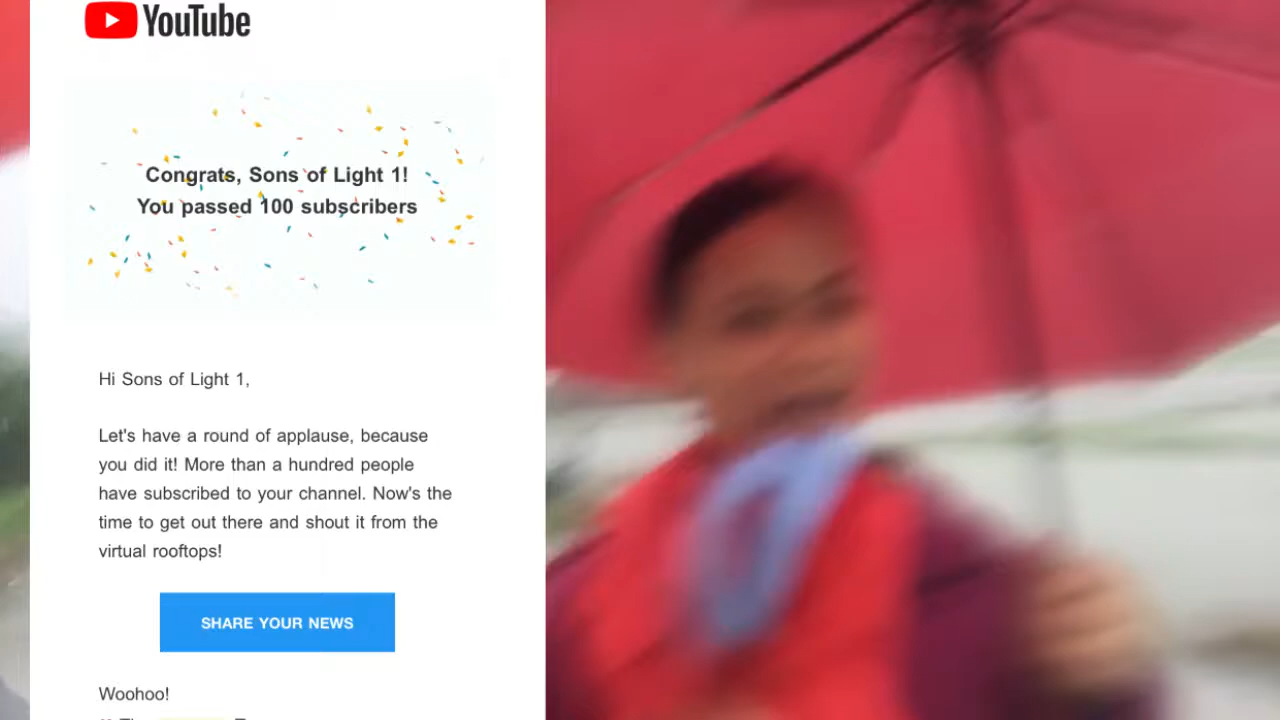 YouTube
Congrats, Sons of Light 1!
You passed 100 subscribers
Hi Sons of Light 1,
Let's have a round of applause, because
you did it! More than a hundred people
have subscribed to your channel. Now's the
time to get out there and shout it from the
virtual rooftops!
SHARE YOUR NEWS
Woohoo!